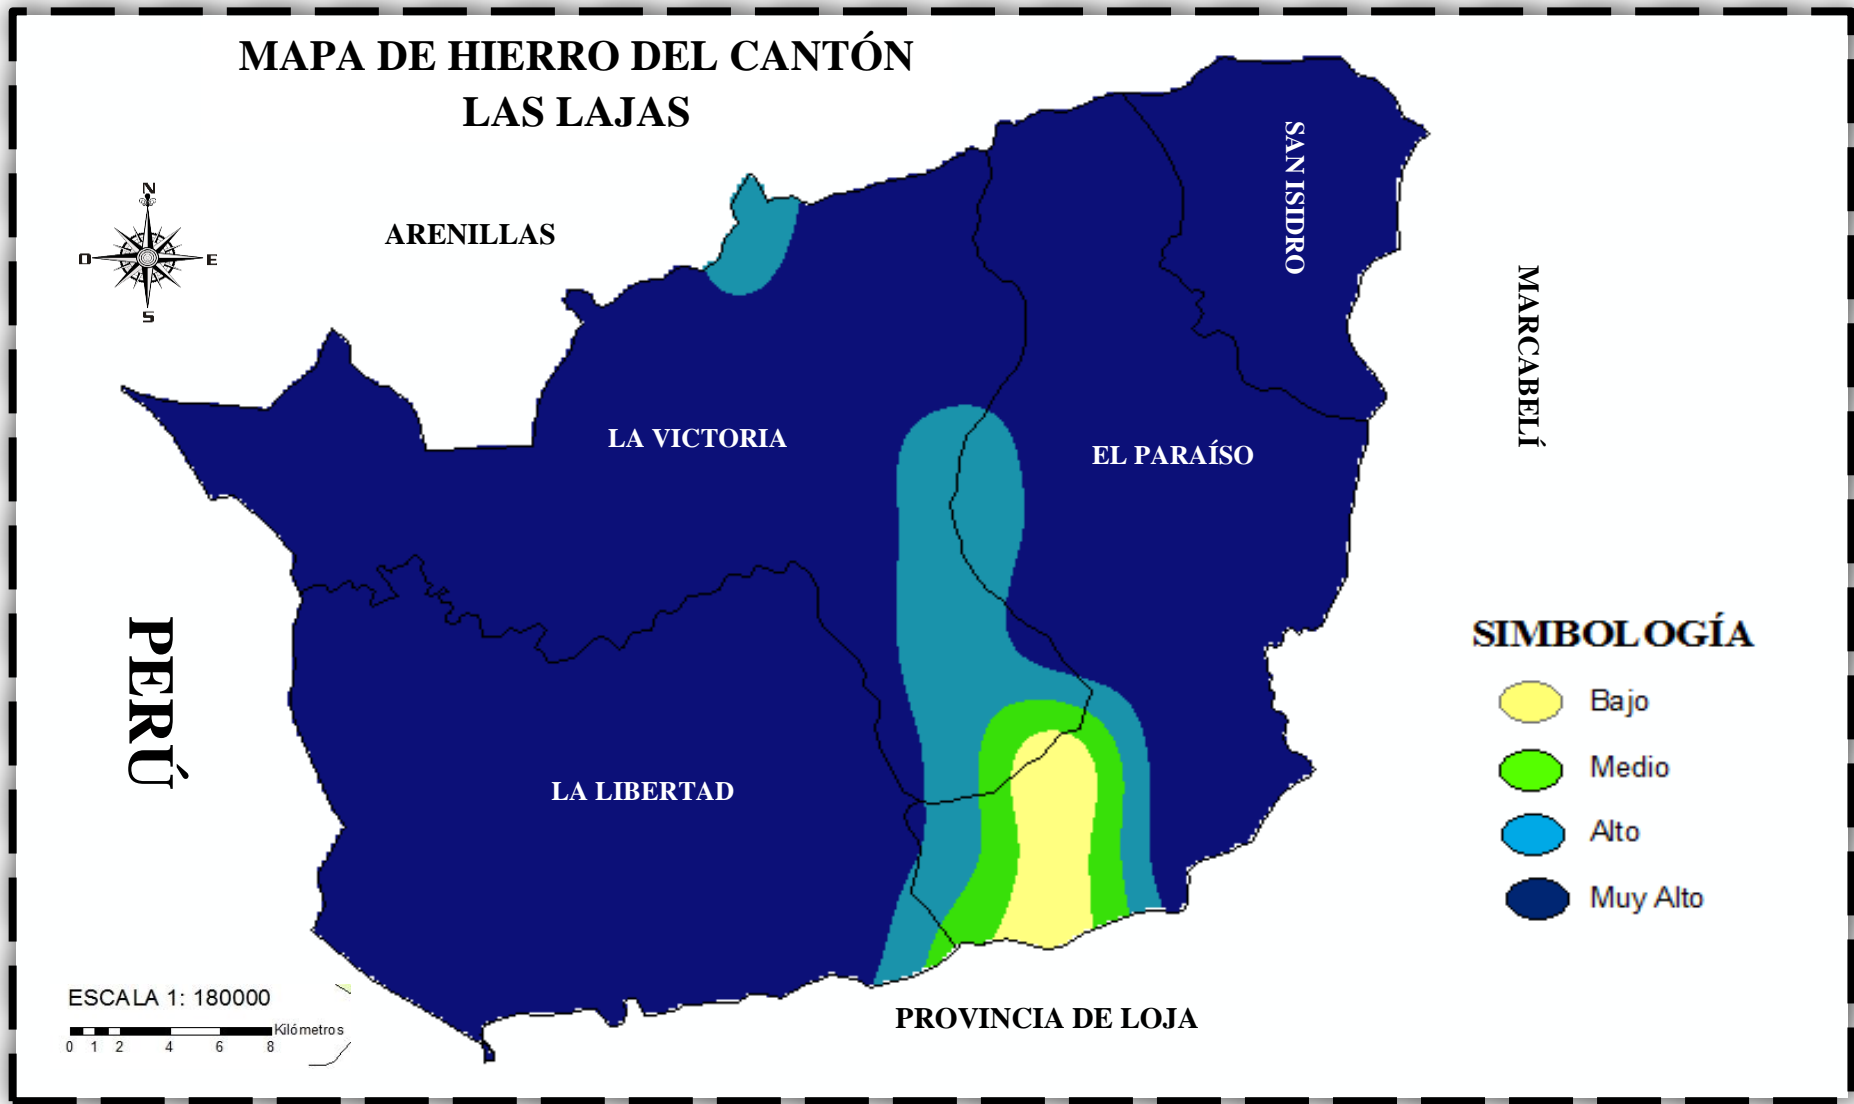 MAPA DE HIERRO DEL CANTÓN
LAS LAJAS
N
O
E
S
ARENILLAS
SAN ISIDRO
MARCABELÍ
LA VICTORIA
EL PARAÍSO
PERÚ
LA LIBERTAD
SIMBOLOGÍA
Bajo
Medio
Alto
Muy Alto
ESCALA 1: 180000
Kilómetros
0 1 2 4 6 8
PROVINCIA DE LOJA